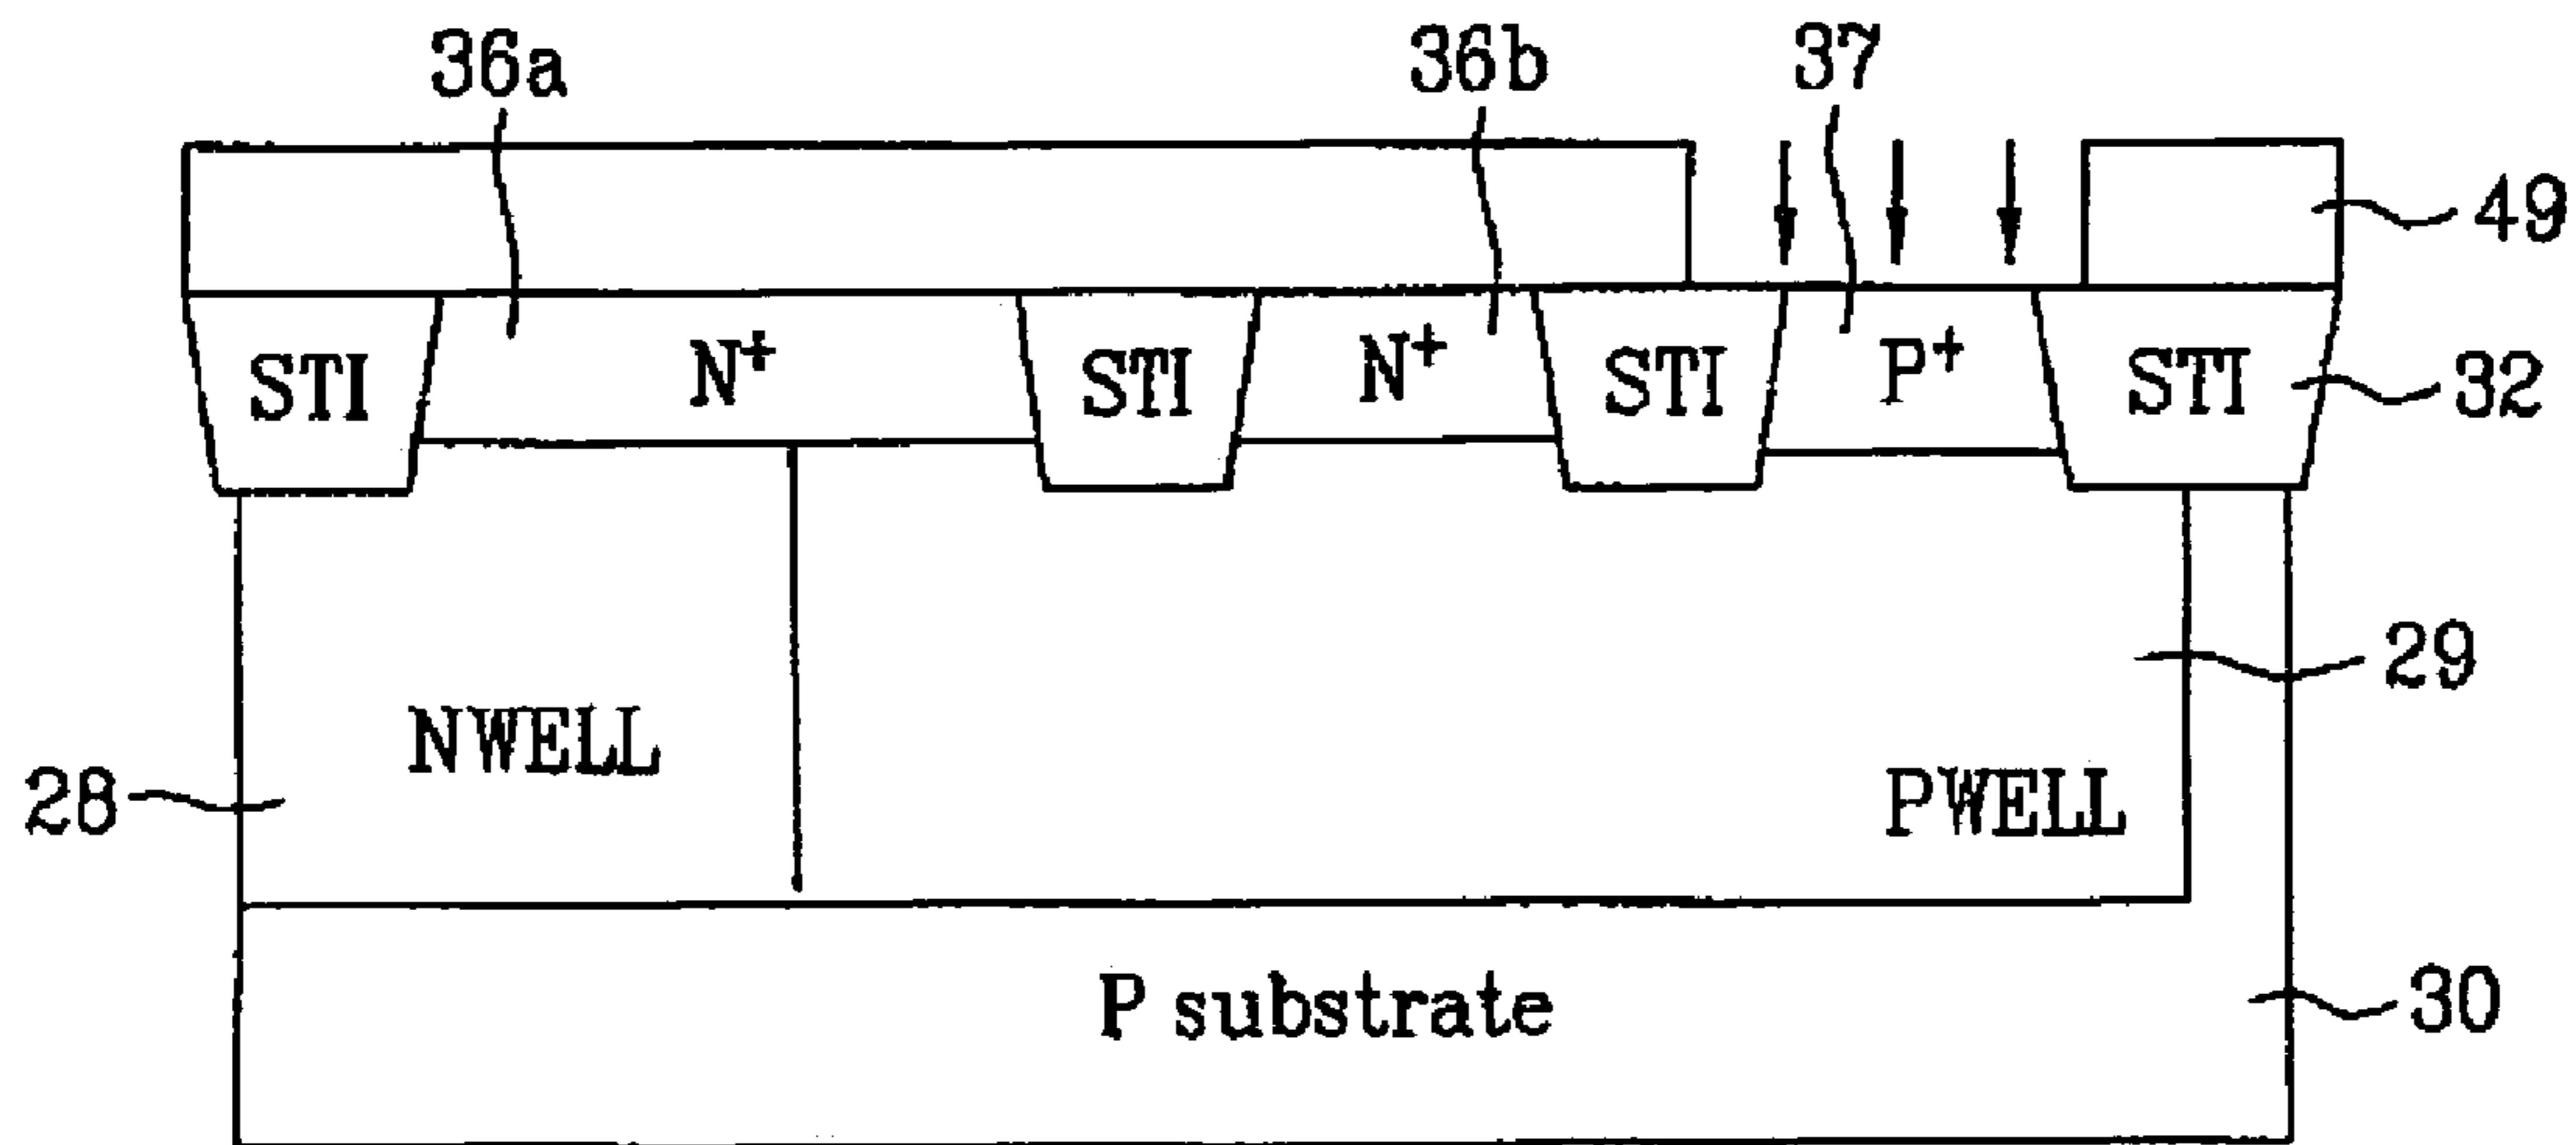 36a 36b 37
49
STI N+ STI N+ STI P+ STI 32
29
NWELL
28 PWELL
P substrate 30